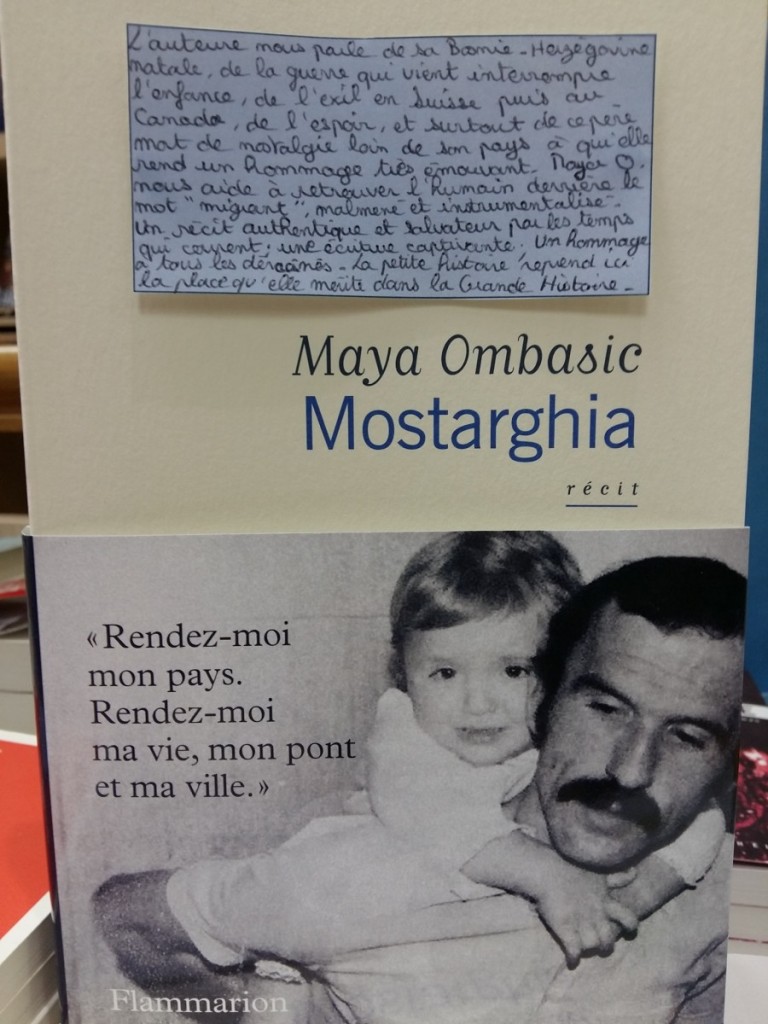 L'auteure nous parle de sa Bosnie-Herzégovine
natale, de la guerre qui vient interrompre
l'enfance, de l'exil en Suisse puis au
Canada, de l'espoir, et surtout de ce père
mort de nostalgie loin de son pays à qui elle
rend un hommage très émouvant. Maya O.
nous aide à retrouver l'humain derrière le
mot "migrant", malmené et instrumentalisé.
Un récit authentique et salvateur par les temps
qui courent; une écriture captivante. Un hommage
à tous les déracinés - La petite histoire reprend ici
la place qu'elle mérite dans la Grande Histoire -
Maya Ombasic
Mostarghia
récit
«Rendez-moi
mon pays.
Rendez-moi
ma vie, mon pont
et ma ville.»
Flammarion